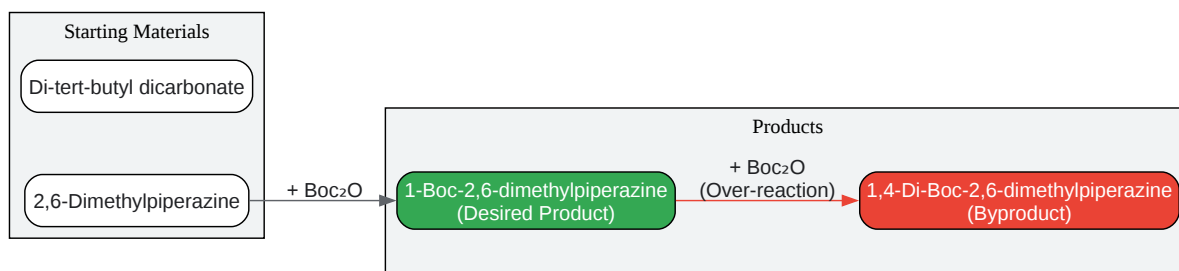 Starting Materials
Di-tert-butyl dicarbonate
2,6-Dimethylpiperazine
+ Boc₂O
Products
1-Boc-2,6-dimethylpiperazine
(Desired Product)
+ Boc₂O
(Over-reaction)
1,4-Di-Boc-2,6-dimethylpiperazine
(Byproduct)